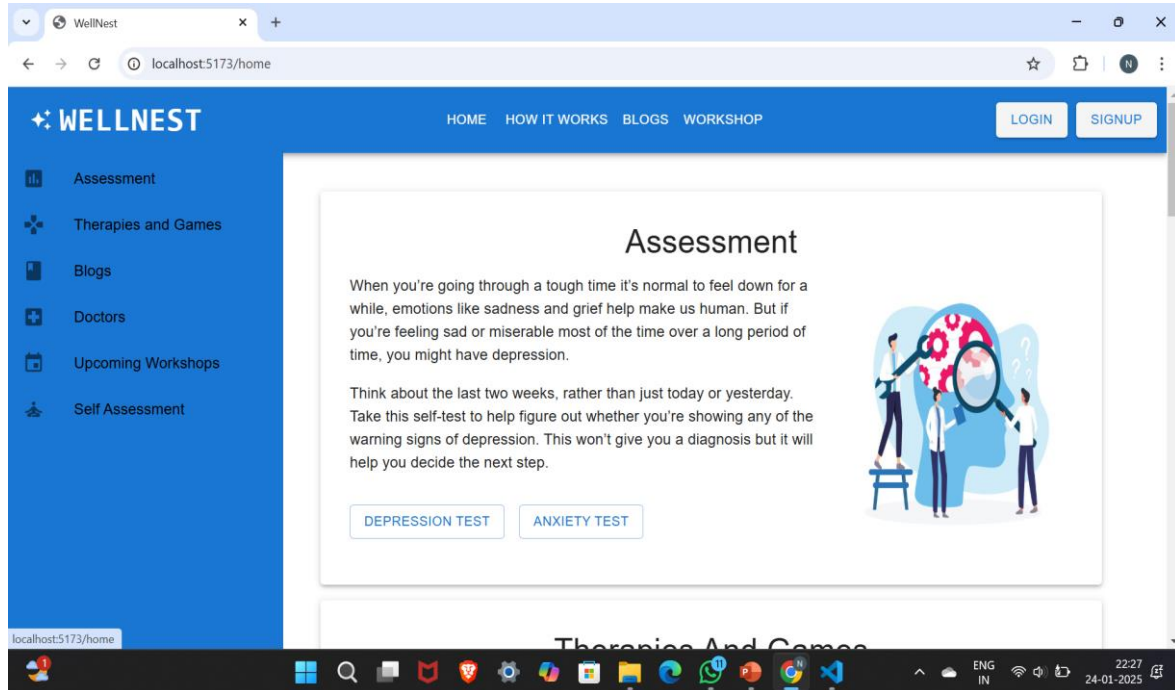 WellNest
localhost:5173/home
WELLNEST
HOME HOW IT WORKS BLOGS WORKSHOP
LOGIN SIGNUP
Assessment
Therapies and Games
Blogs
Doctors
Upcoming Workshops
Self Assessment
Assessment
When you’re going through a tough time it’s normal to feel down for a
while, emotions like sadness and grief help make us human. But if
you’re feeling sad or miserable most of the time over a long period of
time, you might have depression.
Think about the last two weeks, rather than just today or yesterday.
Take this self-test to help figure out whether you’re showing any of the
warning signs of depression. This won’t give you a diagnosis but it will
help you decide the next step.
DEPRESSION TEST ANXIETY TEST
Therapies And Games
localhost:5173/home
1
11
N
ENG
IN
22:27
24-01-2025